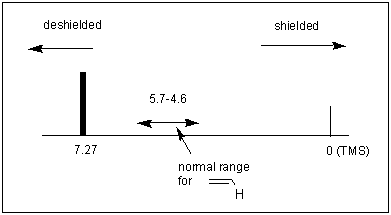 deshielded
shielded
5.7-4.6
7.27
0 (TMS)
normal range
for
H